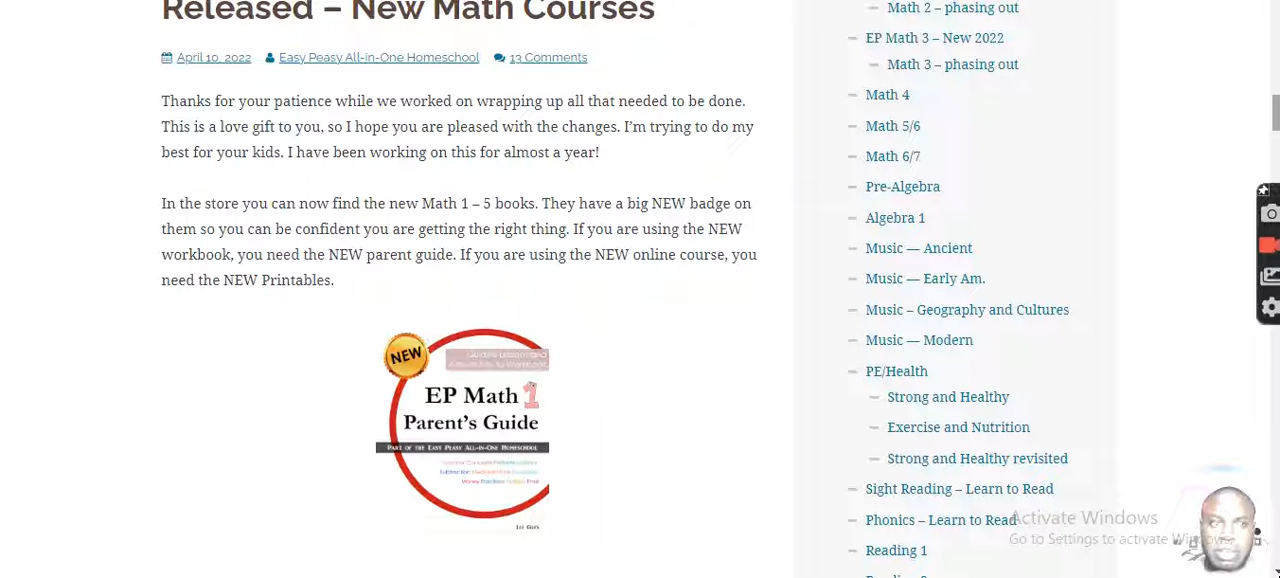 Released – New Math Courses
April 10, 2022 Easy Peasy All-in-One Homeschool 13 Comments
Thanks for your patience while we worked on wrapping up all that needed to be done.
This is a love gift to you, so I hope you are pleased with the changes. I'm trying to do my
best for your kids. I have been working on this for almost a year!
In the store you can now find the new Math 1 – 5 books. They have a big NEW badge on
them so you can be confident you are getting the right thing. If you are using the NEW
workbook, you need the NEW parent guide. If you are using the NEW online course, you
need the NEW Printables.
NEW
EP Math 1
Parent's Guide
PART OF THE EASY PEASY ALL-IN-ONE HOMESCHOOL
Math 2 – phasing out
EP Math 3 – New 2022
Math 3 – phasing out
Math 4
Math 5/6
Math 6/7
Pre-Algebra
Algebra 1
Music — Ancient
Music — Early Am.
Music – Geography and Cultures
Music — Modern
PE/Health
Strong and Healthy
Exercise and Nutrition
Strong and Healthy revisited
Sight Reading – Learn to Read
Phonics – Learn to Read
Reading 1
Activate Windows
Go to Settings to activate Windows.